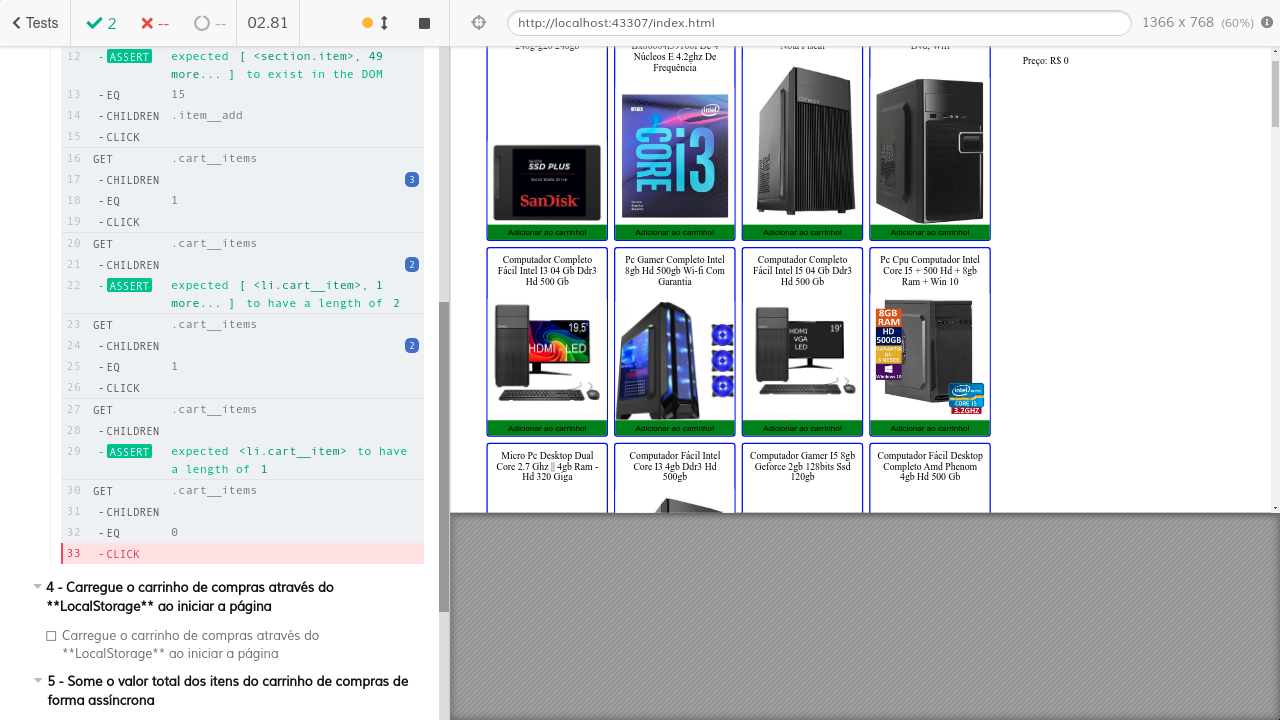 Tests
2
--
--
02.81
http://localhost:43307/index.html
1366 x 768 (60%)
12 -ASSERT expected [ <section.item>, 49
more... ] to exist in the DOM
13 -EQ 15
14 -CHILDREN .item__add
15 -CLICK
16 GET .cart__items
17 -CHILDREN 3
18 -EQ 1
19 -CLICK
20 GET .cart__items
21 -CHILDREN 2
22 -ASSERT expected [ <li.cart__item>, 1
more... ] to have a length of 2
23 GET .cart__items
24 -CHILDREN 2
25 -EQ 1
26 -CLICK
27 GET .cart__items
28 -CHILDREN
29 -ASSERT expected <li.cart__item> to have
a length of 1
30 GET .cart__items
31 -CHILDREN
32 -EQ 0
33 -CLICK
4 - Carregue o carrinho de compras através do
**LocalStorage** ao iniciar a página
Carregue o carrinho de compras através do
**LocalStorage** ao iniciar a página
5 - Some o valor total dos itens do carrinho de compras de
forma assíncrona
Núcleos E 4.2ghz De
Frequência
Nota Fiscal
Dvd, Wifi
Preço: R$ 0
SanDisk
SSD PLUS
Solid State Drive
SanDisk
intel
CORE i3
Adicionar ao carrinho!
Adicionar ao carrinho!
Adicionar ao carrinho!
Adicionar ao carrinho!
Computador Completo
Fácil Intel I3 04 Gb Ddr3
Hd 500 Gb
19.5'
HDMI - LED
Adicionar ao carrinho!
Pc Gamer Completo Intel
8gb Hd 500gb Wi-fi Com
Garantia
Adicionar ao carrinho!
Computador Completo
Fácil Intel I5 04 Gb Ddr3
Hd 500 Gb
19'
HDMI
VGA
LED
Adicionar ao carrinho!
Pc Cpu Computador Intel
Core I5 + 500 Hd + 8gb
Ram + Win 10
8GB
RAM
HD
500GB
GARANTIA
DE
6 MESES
Windows 10
intel
CORE i5
3.2GHZ
Adicionar ao carrinho!
Micro Pc Desktop Dual
Core 2.7 Ghz || 4gb Ram -
Hd 320 Giga
Computador Fácil Intel
Core I3 4gb Ddr3 Hd
500gb
Computador Gamer I5 8gb
Geforce 2gb 128bits Ssd
120gb
Computador Fácil Desktop
Completo Amd Phenom
4gb Hd 500 Gb